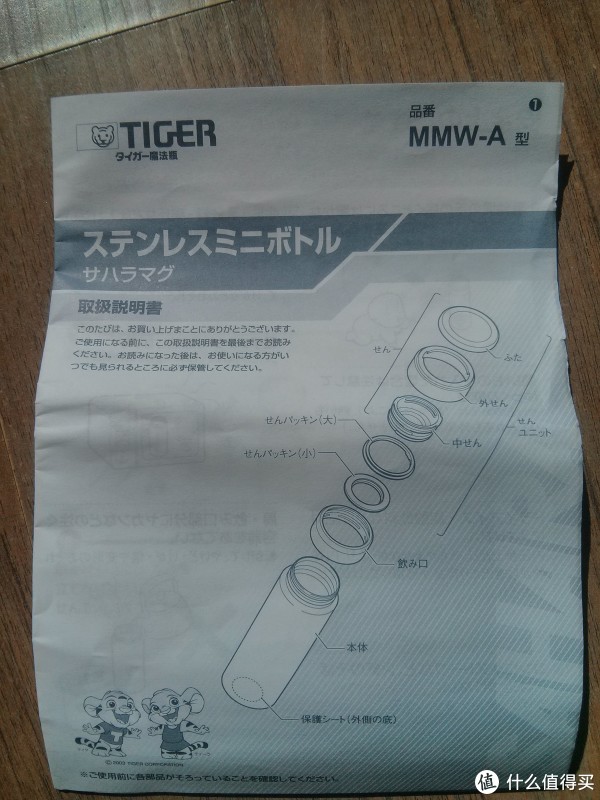 TIGER
タイガー魔法瓶
品番
1
MMW-A 型
ステンレスミニボトル
サハラマグ
取扱説明書
このたびは、お買い上げまことにありがとうございます。
ご使用になる前に、この取扱説明書を最後までお読み
ください。お読みになった後は、お使いになる方がい
つでも見られるところに必ず保管してください。
せん
ふた
外せん
せんパッキン(大)
中せん
せん
ユニット
せんパッキン(小)
飲み口
本体
保護シート(外側の底)
©2003 TIGER CORPORATION
※ご使用前に各部品がそろっていることを確認してください。
值 什么值得买